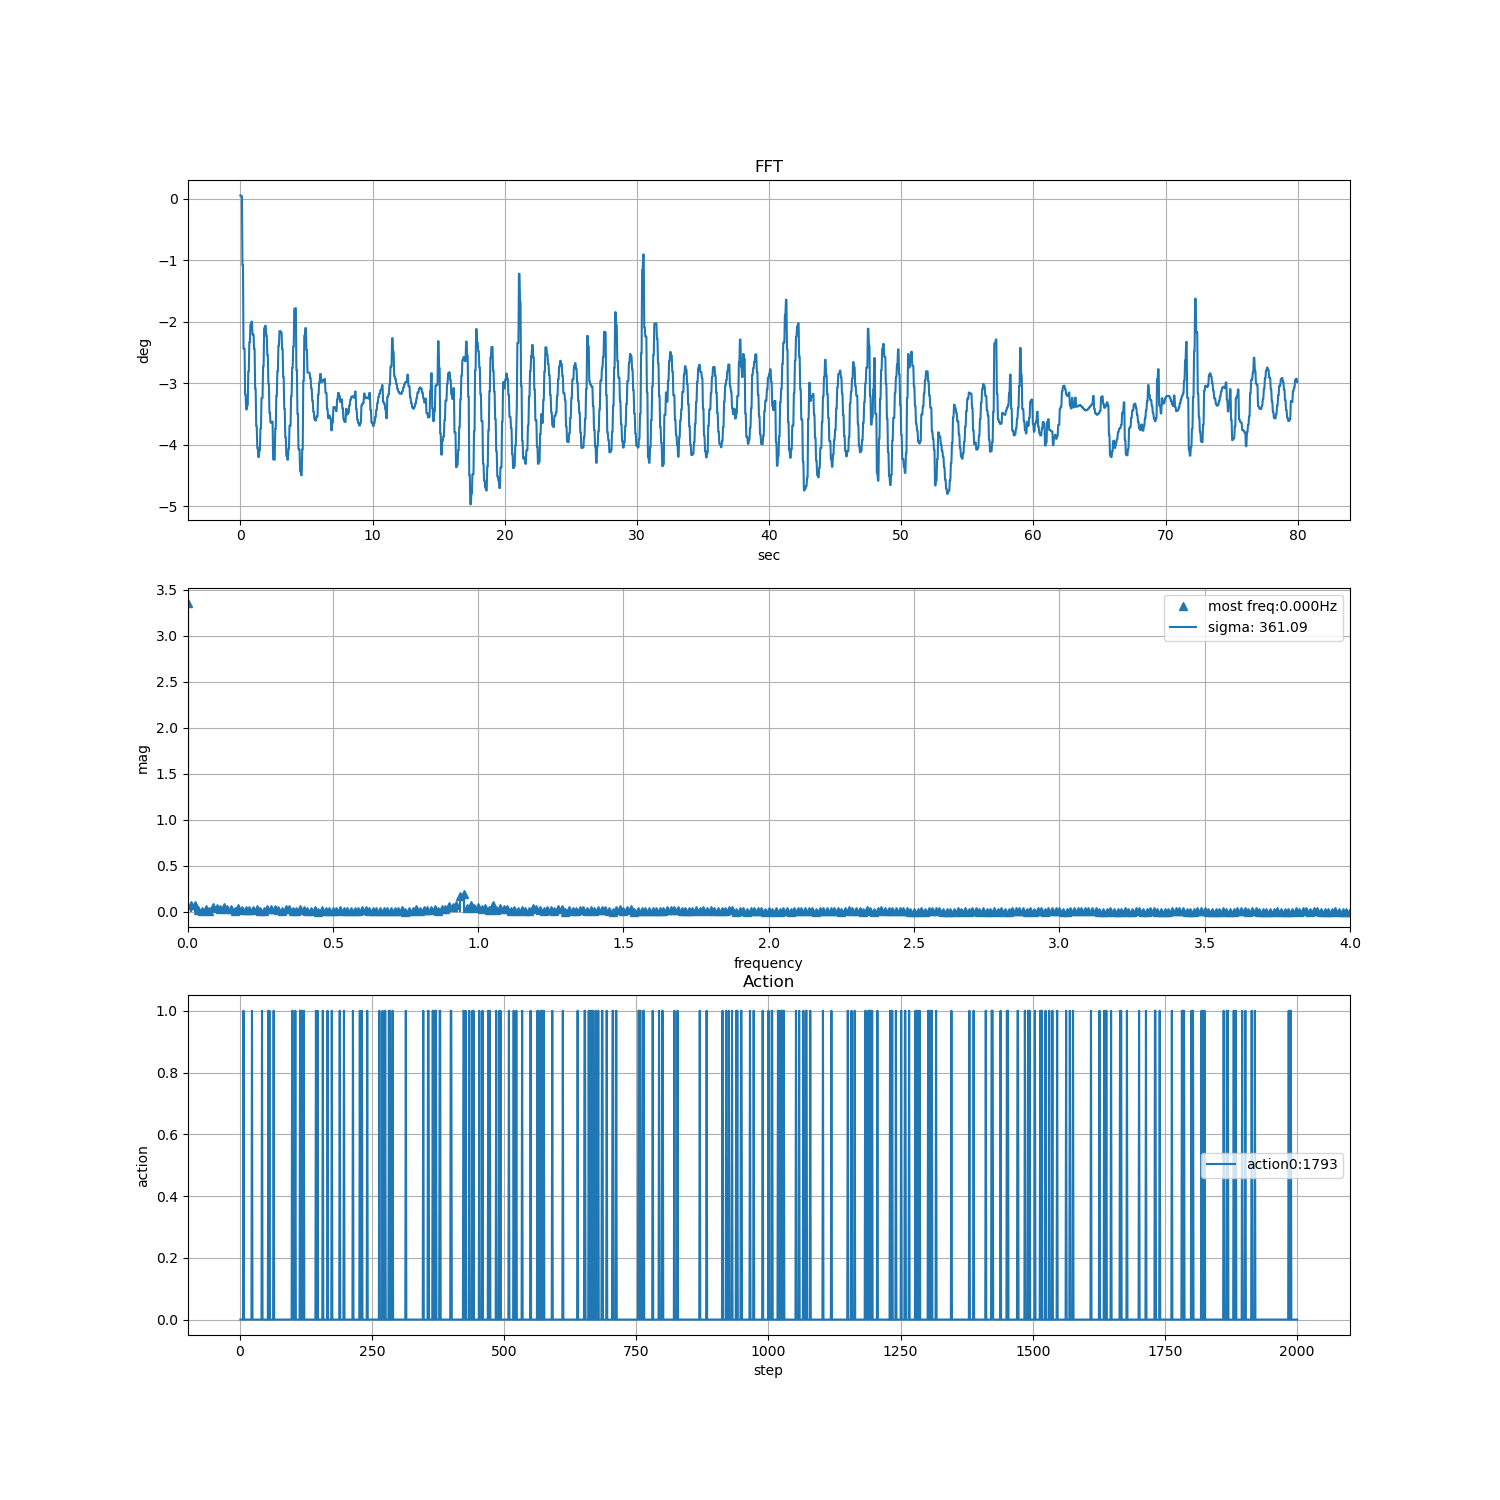 FFT
0
−1
−2
−3
−4
−5
deg
0 10 20 30 40 50 60 70 80
sec
3.5
3.0
2.5
2.0
1.5
1.0
0.5
0.0
mag
most freq:0.000Hz
sigma: 361.09
0.0 0.5 1.0 1.5 2.0 2.5 3.0 3.5 4.0
frequency
Action
1.0
0.8
0.6
0.4
0.2
0.0
action
action0:1793
0 250 500 750 1000 1250 1500 1750 2000
step